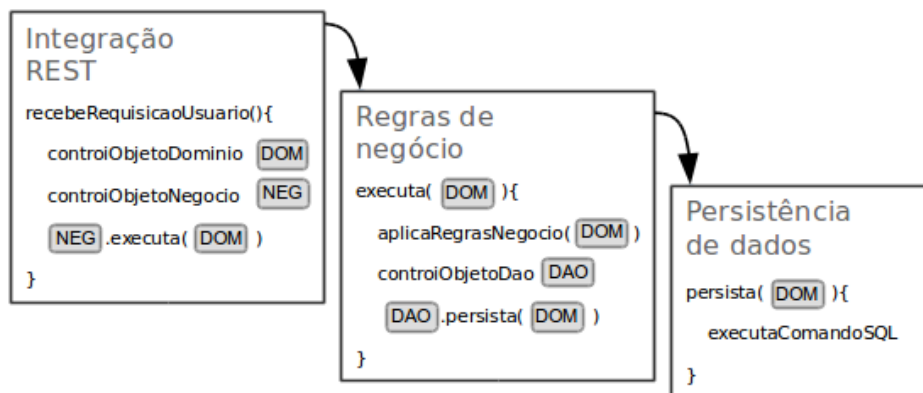 Integração
REST
recebeRequisicaoUsuario(){
controiObjetoDominio DOM
controiObjetoNegocio NEG
NEG .executa( DOM )
}
Regras de
negócio
executa( DOM ){
aplicaRegrasNegocio( DOM )
controiObjetoDao DAO
DAO .persista( DOM )
}
Persistência
de dados
persista( DOM ){
executaComandoSQL
}